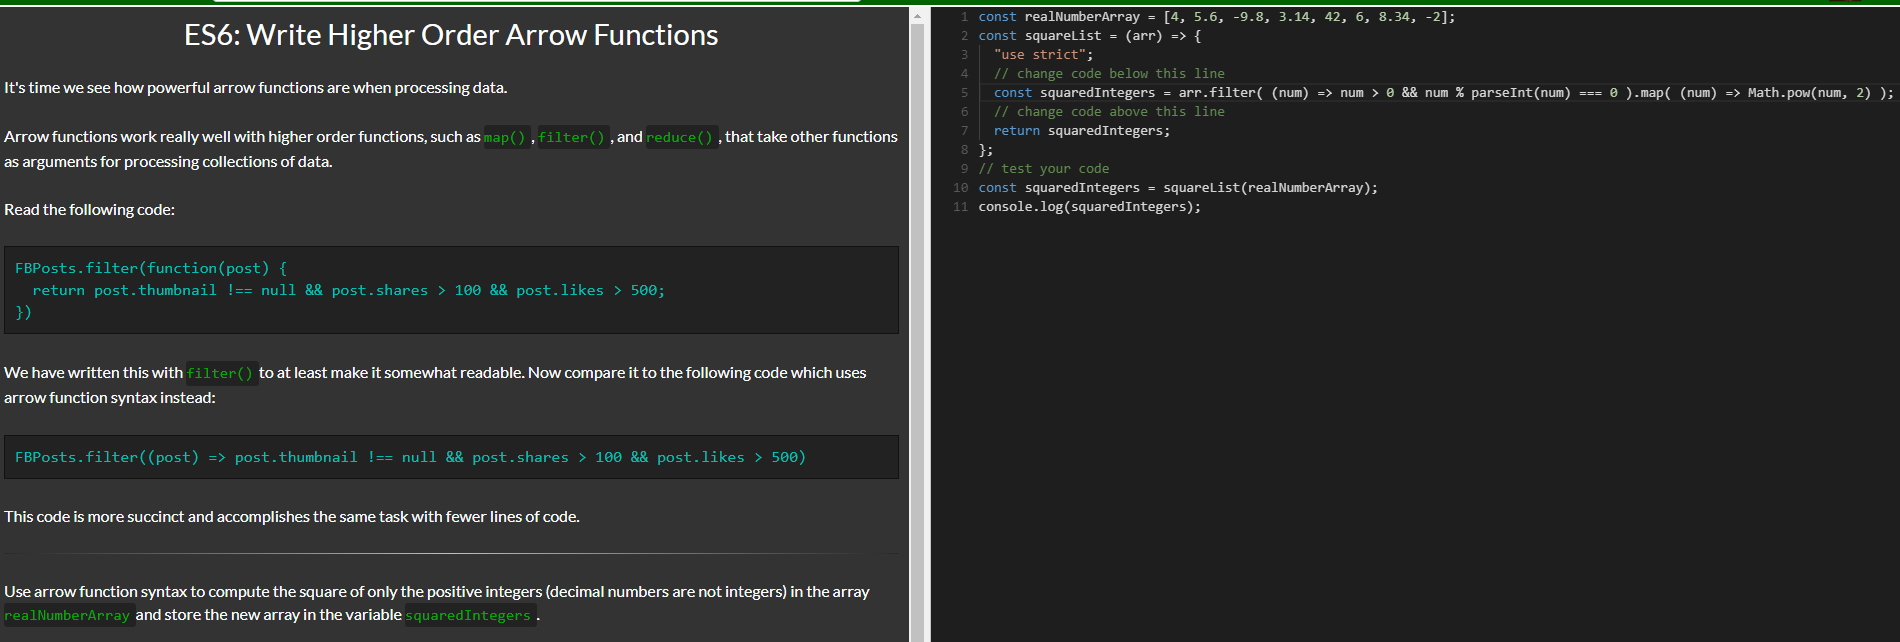 ES6: Write Higher Order Arrow Functions
It's time we see how powerful arrow functions are when processing data.
Arrow functions work really well with higher order functions, such as map() , filter() , and reduce() , that take other functions
as arguments for processing collections of data.
Read the following code:
FBPosts.filter(function(post) {
  return post.thumbnail !== null && post.shares > 100 && post.likes > 500;
})
We have written this with filter() to at least make it somewhat readable. Now compare it to the following code which uses
arrow function syntax instead:
FBPosts.filter((post) => post.thumbnail !== null && post.shares > 100 && post.likes > 500)
This code is more succinct and accomplishes the same task with fewer lines of code.
Use arrow function syntax to compute the square of only the positive integers (decimal numbers are not integers) in the array
realNumberArray and store the new array in the variable squaredIntegers .
1 const realNumberArray = [4, 5.6, -9.8, 3.14, 42, 6, 8.34, -2];
2 const squareList = (arr) => {
3   "use strict";
4   // change code below this line
5   const squaredIntegers = arr.filter( (num) => num > 0 && num % parseInt(num) === 0 ).map( (num) => Math.pow(num, 2) );
6   // change code above this line
7   return squaredIntegers;
8 };
9 // test your code
10 const squaredIntegers = squareList(realNumberArray);
11 console.log(squaredIntegers);